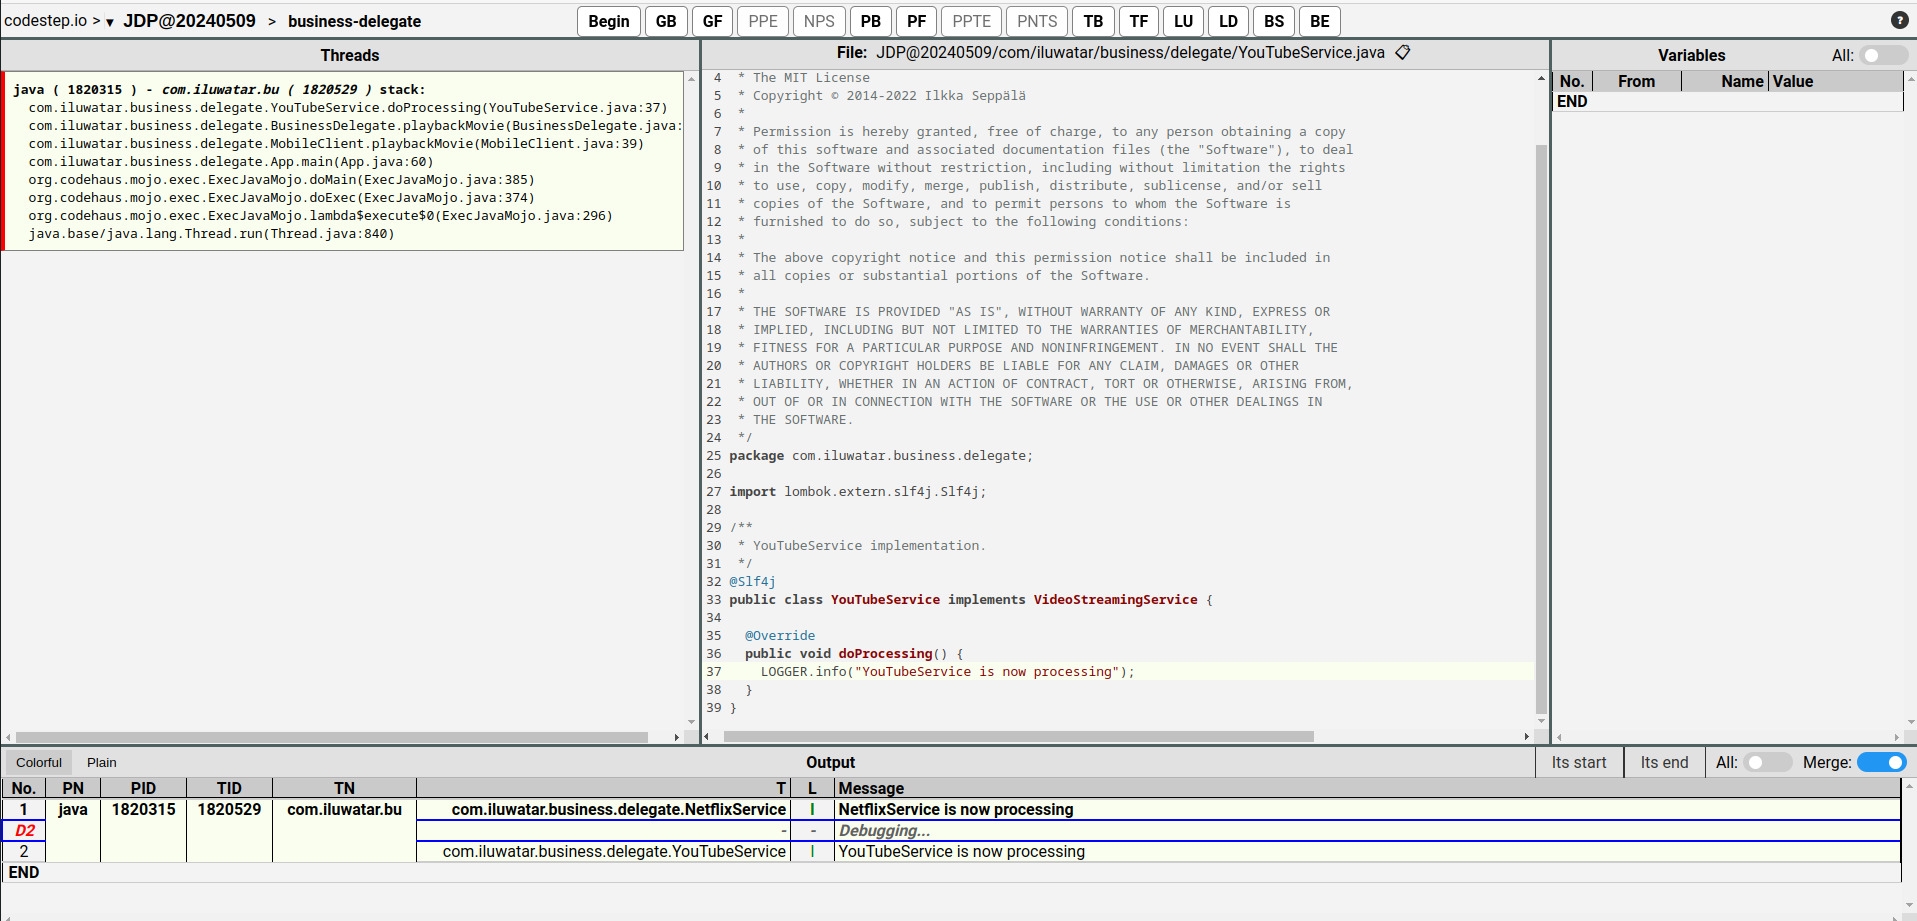 codestep.io > ▾ JDP@20240509 > business-delegate
Begin GB GF PPE NPS PB PF PPTE PNTS TB TF LU LD BS BE ?
Threads
java ( 1820315 ) - com.iluwatar.bu ( 1820529 ) stack:
com.iluwatar.business.delegate.YouTubeService.doProcessing(YouTubeService.java:37)
com.iluwatar.business.delegate.BusinessDelegate.playbackMovie(BusinessDelegate.java:
com.iluwatar.business.delegate.MobileClient.playbackMovie(MobileClient.java:39)
com.iluwatar.business.delegate.App.main(App.java:60)
org.codehaus.mojo.exec.ExecJavaMojo.doMain(ExecJavaMojo.java:385)
org.codehaus.mojo.exec.ExecJavaMojo.doExec(ExecJavaMojo.java:374)
org.codehaus.mojo.exec.ExecJavaMojo.lambda$execute$0(ExecJavaMojo.java:296)
java.base/java.lang.Thread.run(Thread.java:840)
File: JDP@20240509/com/iluwatar/business/delegate/YouTubeService.java
4 * The MIT License
5 * Copyright © 2014-2022 Ilkka Seppälä
6 *
7 * Permission is hereby granted, free of charge, to any person obtaining a copy
8 * of this software and associated documentation files (the "Software"), to deal
9 * in the Software without restriction, including without limitation the rights
10 * to use, copy, modify, merge, publish, distribute, sublicense, and/or sell
11 * copies of the Software, and to permit persons to whom the Software is
12 * furnished to do so, subject to the following conditions:
13 *
14 * The above copyright notice and this permission notice shall be included in
15 * all copies or substantial portions of the Software.
16 *
17 * THE SOFTWARE IS PROVIDED "AS IS", WITHOUT WARRANTY OF ANY KIND, EXPRESS OR
18 * IMPLIED, INCLUDING BUT NOT LIMITED TO THE WARRANTIES OF MERCHANTABILITY,
19 * FITNESS FOR A PARTICULAR PURPOSE AND NONINFRINGEMENT. IN NO EVENT SHALL THE
20 * AUTHORS OR COPYRIGHT HOLDERS BE LIABLE FOR ANY CLAIM, DAMAGES OR OTHER
21 * LIABILITY, WHETHER IN AN ACTION OF CONTRACT, TORT OR OTHERWISE, ARISING FROM,
22 * OUT OF OR IN CONNECTION WITH THE SOFTWARE OR THE USE OR OTHER DEALINGS IN
23 * THE SOFTWARE.
24 */
25 package com.iluwatar.business.delegate;
26
27 import lombok.extern.slf4j.Slf4j;
28
29 /**
30 * YouTubeService implementation.
31 */
32 @Slf4j
33 public class YouTubeService implements VideoStreamingService {
34
35 @Override
36 public void doProcessing() {
37 LOGGER.info("YouTubeService is now processing");
38 }
39 }
Variables All:
No. From Name Value
END
Colorful Plain Output Its start Its end All: Merge:
No. PN PID TID TN T L Message
1 java 1820315 1820529 com.iluwatar.bu com.iluwatar.business.delegate.NetflixService I NetflixService is now processing
D2 - - Debugging...
2 com.iluwatar.business.delegate.YouTubeService I YouTubeService is now processing
END